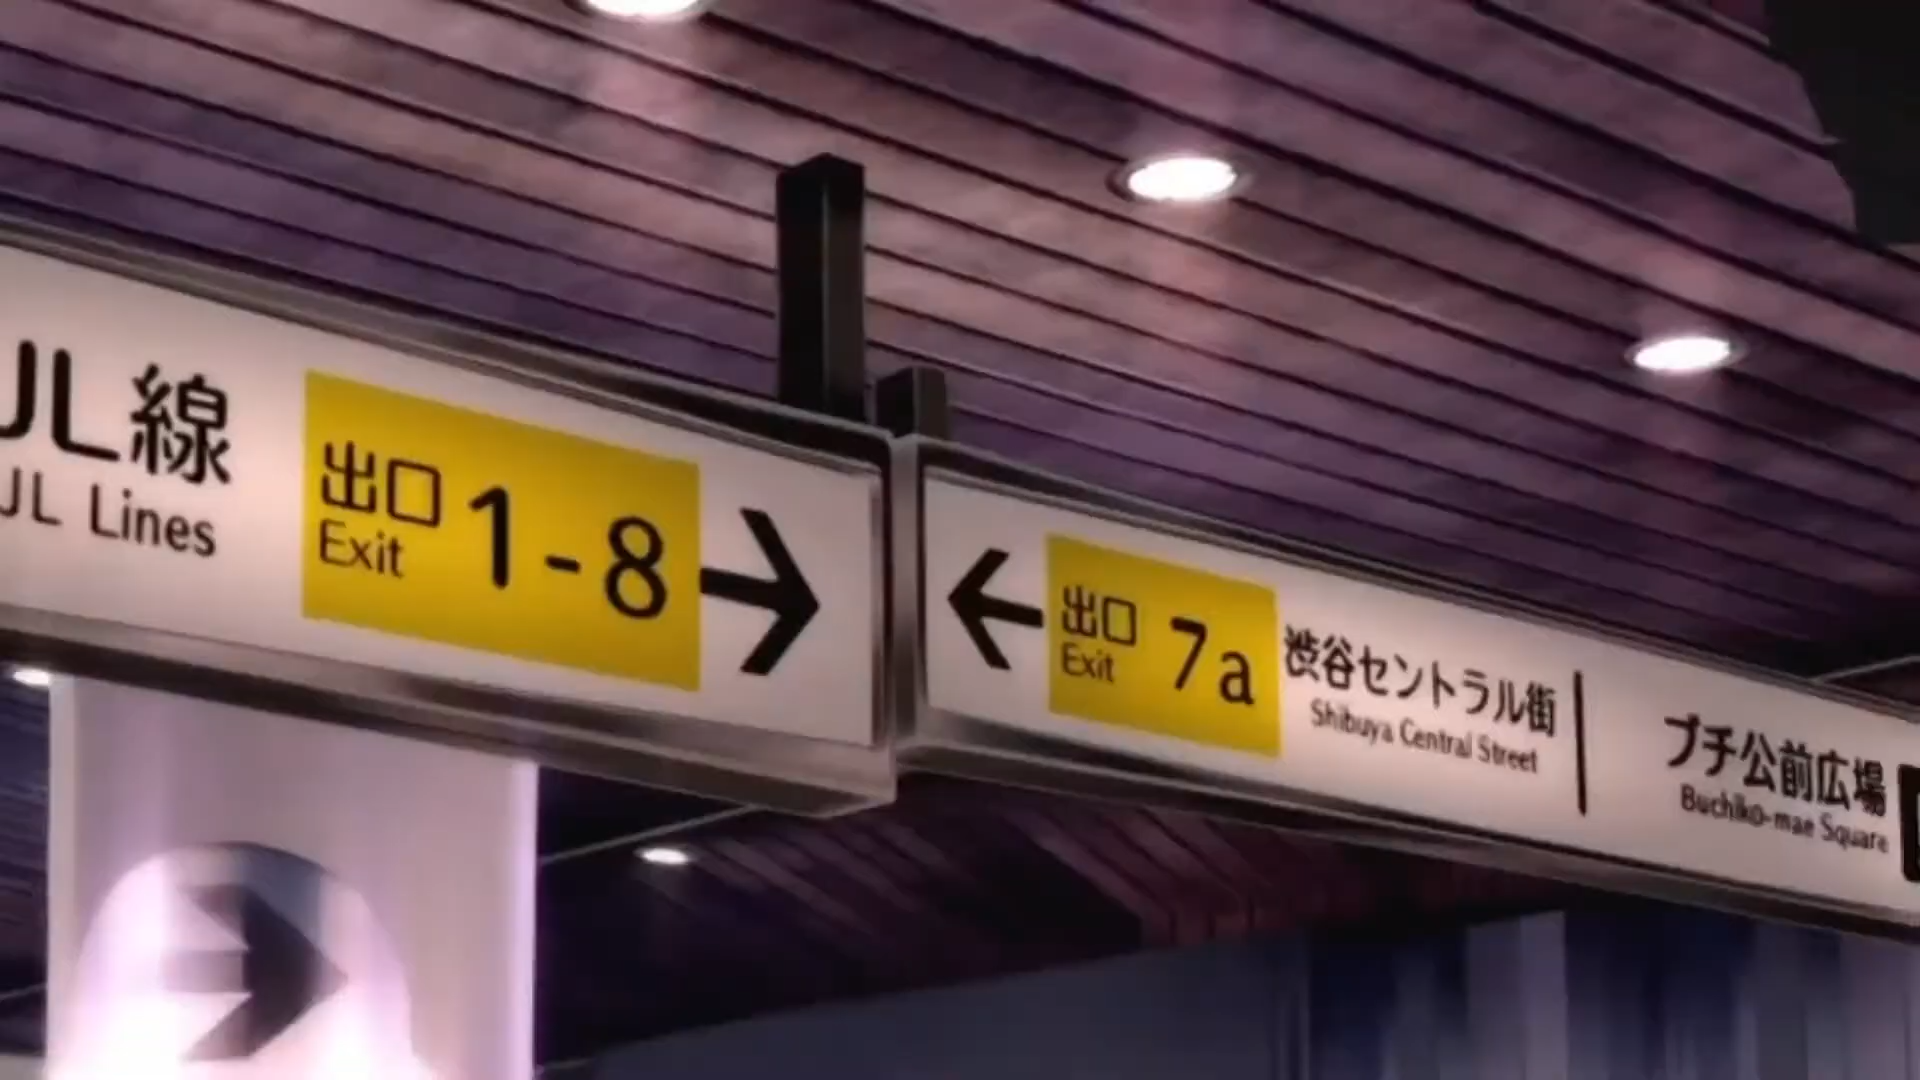 JL線
JL Lines
出口
Exit
1-8
出口
Exit
7a
渋谷セントラル街
Shibuya Central Street
ブチ公前広場
Buchiko-mae Square